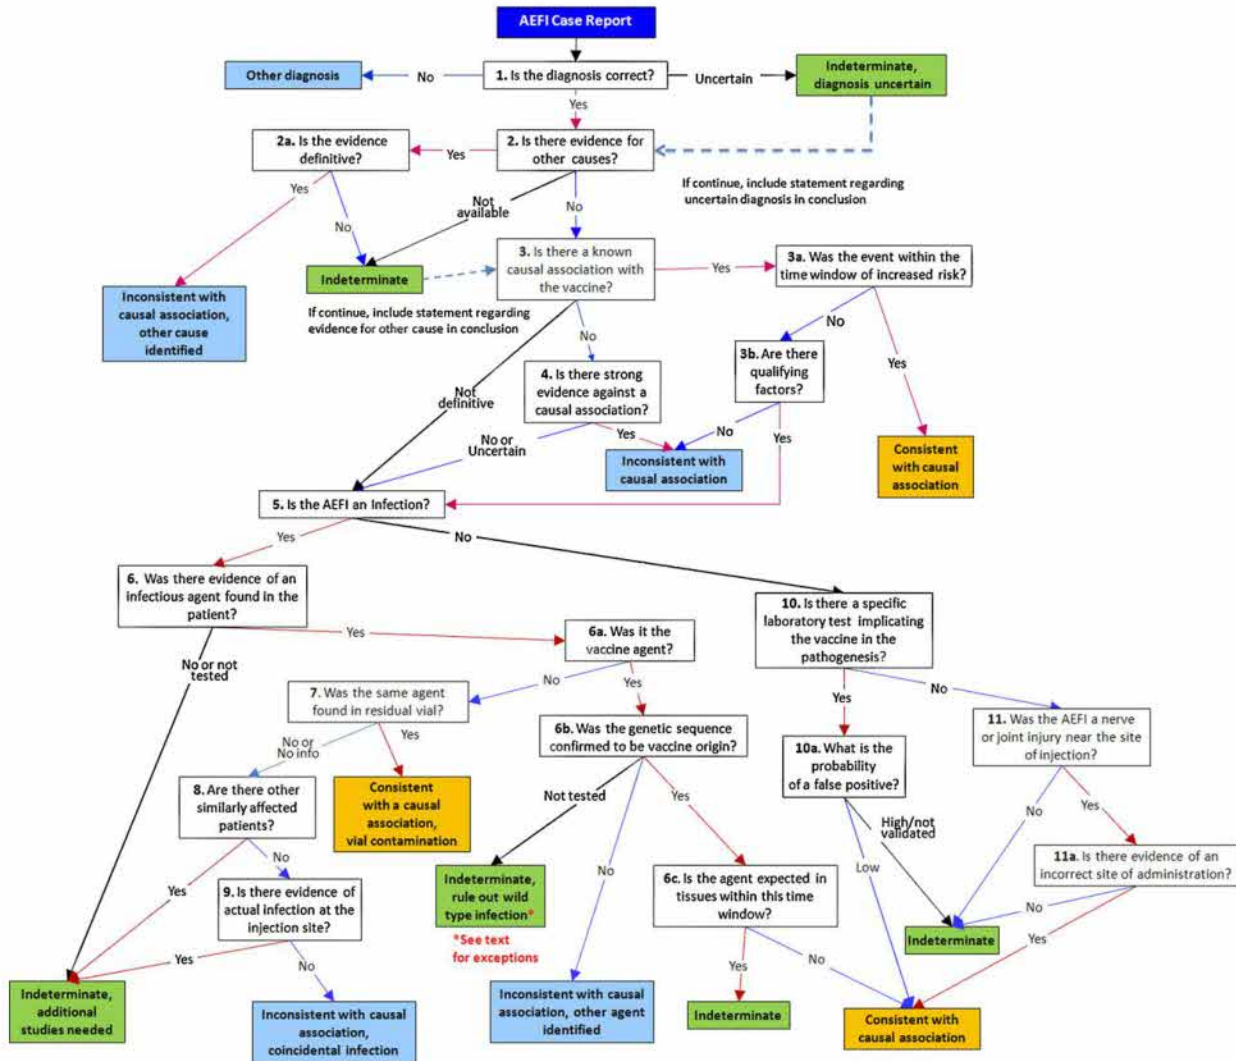 AEFI Case Report
Other diagnosis
No
1. Is the diagnosis correct?
Uncertain
Indeterminate,
diagnosis uncertain
Yes
2a. Is the evidence
definitive?
Yes
2. Is there evidence for
other causes?
If continue, include statement regarding
uncertain diagnosis in conclusion
Yes
No
Not
available
No
Indeterminate
3. Is there a known
causal association with
the vaccine?
Yes
3a. Was the event within the
time window of increased risk?
Inconsistent with
causal association,
other cause
identified
If continue, include statement regarding
evidence for other cause in conclusion
No
No
Yes
Not
definitive
4. Is there strong
evidence against a
causal association?
3b. Are there
qualifying
factors?
No or
Uncertain
Yes
No
Yes
Inconsistent with
causal association
Consistent
with causal
association
5. Is the AEFI an Infection?
Yes
No
6. Was there evidence of an
infectious agent found in the
patient?
Yes
No or not
tested
6a. Was it the
vaccine agent?
10. Is there a specific
laboratory test implicating
the vaccine in the
pathogenesis?
No
Yes
Yes
No
7. Was the same agent
found in residual vial?
6b. Was the genetic sequence
confirmed to be vaccine origin?
10a. What is the
probability
of a false positive?
11. Was the AEFI a nerve
or joint injury near the site
of injection?
No or
No info
Yes
8. Are there other
similarly affected
patients?
Consistent
with a causal
association,
vial contamination
Not tested
Yes
No
High/not
validated
Low
No
Yes
Yes
No
9. Is there evidence of
actual infection at the
injection site?
Indeterminate,
rule out wild
type infection*
*See text
for exceptions
6c. Is the agent expected in
tissues within this time
window?
11a. Is there evidence of an
incorrect site of administration?
No
Yes
Indeterminate
Yes
No
Yes
No
Indeterminate,
additional
studies needed
Inconsistent with causal
association,
coincidental infection
Inconsistent with causal
association, other agent
identified
Indeterminate
Consistent with
causal association